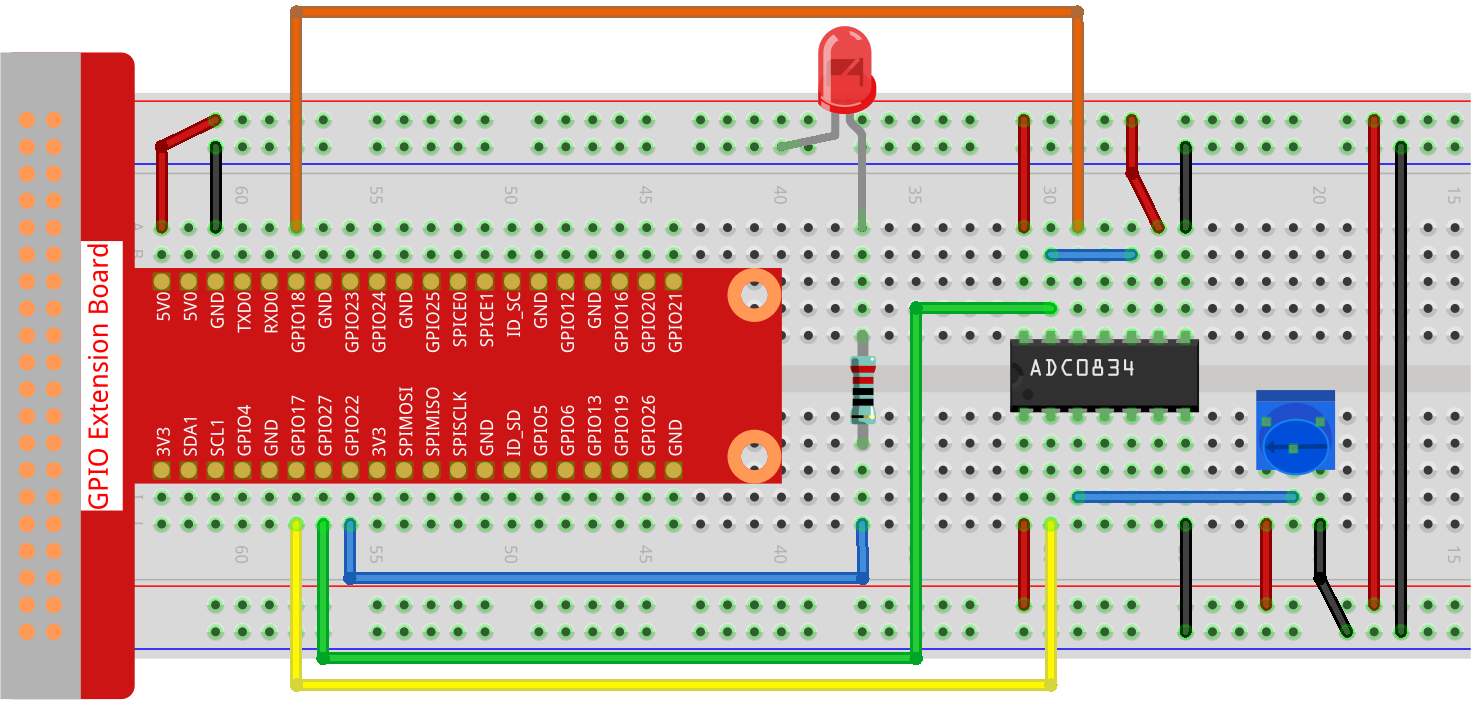 GPIO Extension Board
60
55
50
45
40
35
30
20
15
A
B
5V0
5V0
GND
TXD0
RXD0
GPIO18
GND
GPIO23
GPIO24
GND
GPIO25
SPICE0
SPICE1
ID_SC
GND
GPIO12
GND
GPIO16
GPIO20
GPIO21
ADC0834
3V3
SDA1
SCL1
GPIO4
GND
GPIO17
GPIO27
GPIO22
3V3
SPIMOSI
SPIMISO
SPISCLK
GND
ID_SD
GPIO5
GPIO6
GPIO13
GPIO19
GPIO26
GND
I
60
55
50
45
40
30
20
15